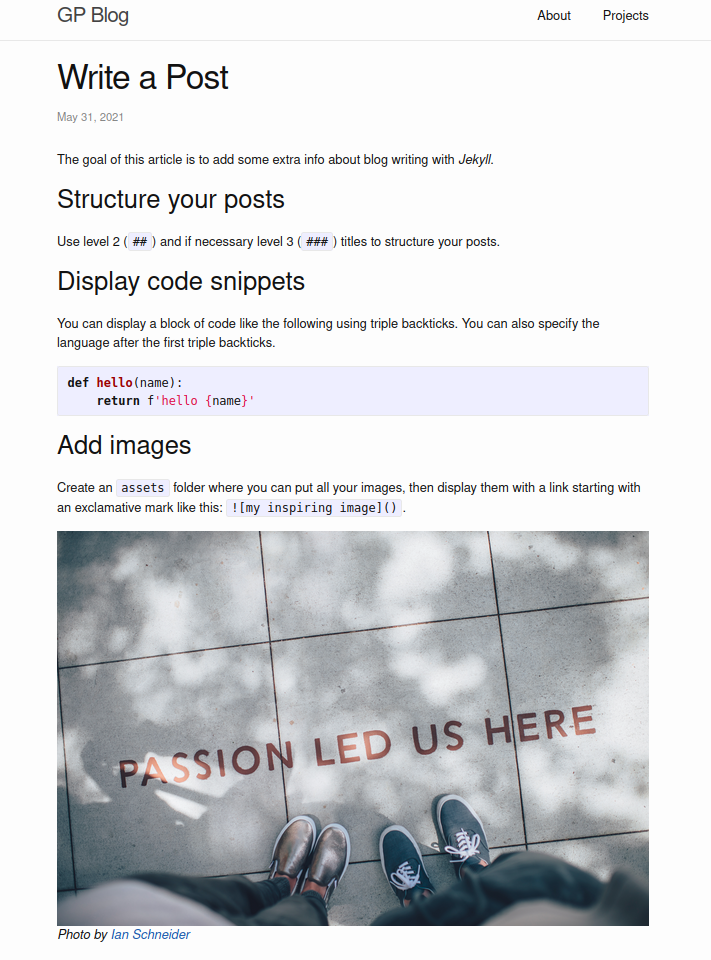 GP Blog
About Projects
Write a Post
May 31, 2021
The goal of this article is to add some extra info about blog writing with Jekyll.
Structure your posts
Use level 2 ( ## ) and if necessary level 3 ( ### ) titles to structure your posts.
Display code snippets
You can display a block of code like the following using triple backticks. You can also specify the
language after the first triple backticks.
def hello(name):
    return f'hello {name}'
Add images
Create an assets folder where you can put all your images, then display them with a link starting with
an exclamative mark like this: ![my inspiring image]() .
PASSION LED US HERE
Photo by Ian Schneider